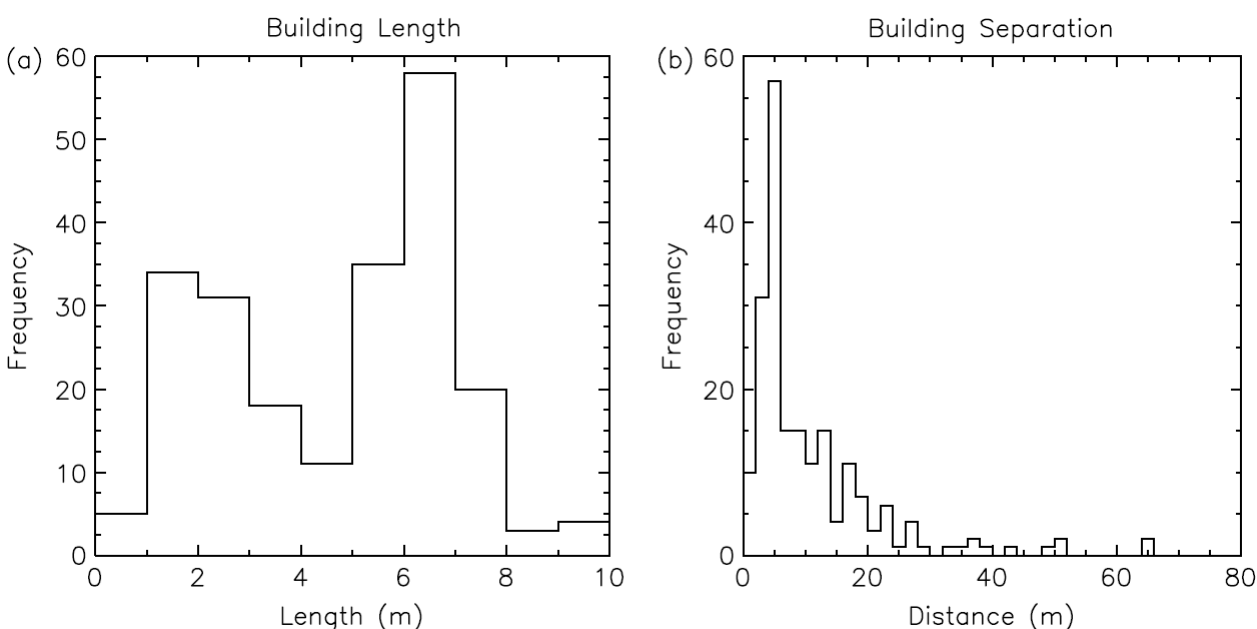 Building Length
(a)
60
50
40
30
20
10
0
Frequency
0 2 4 6 8 10
Length (m)
Building Separation
(b)
60
40
20
0
Frequency
0 20 40 60 80
Distance (m)